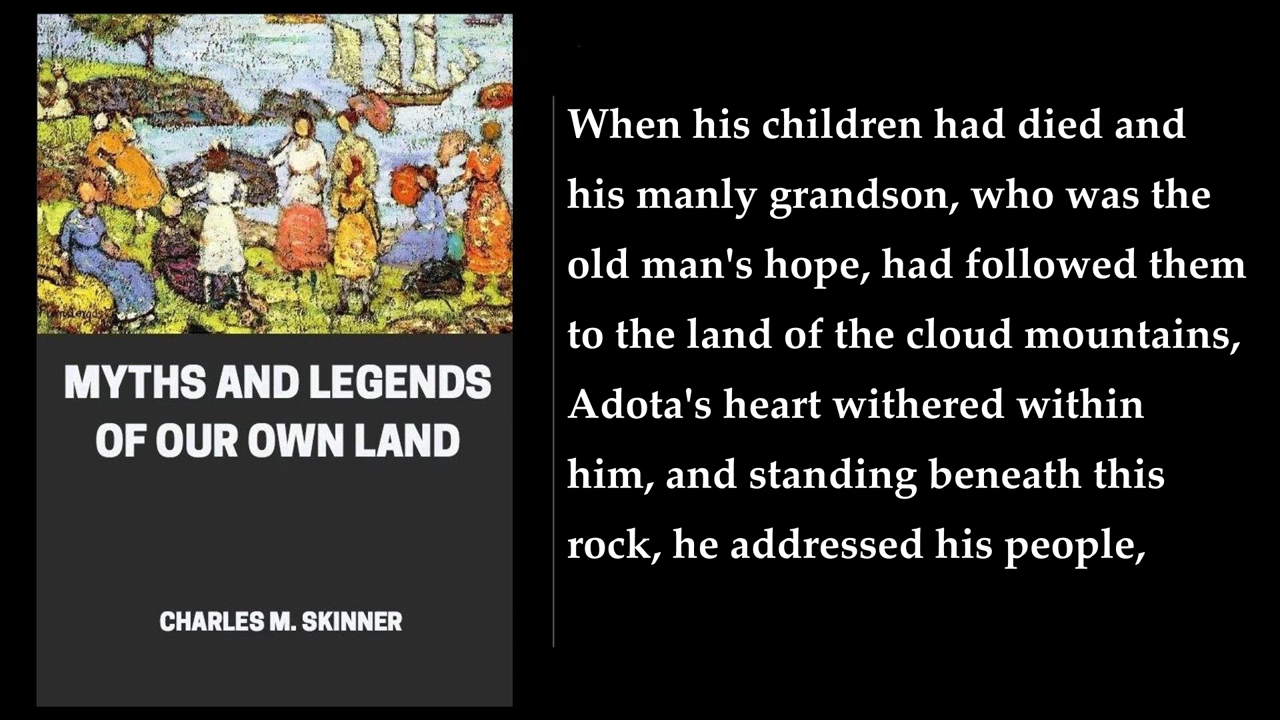 MYTHS AND LEGENDS
OF OUR OWN LAND
CHARLES M. SKINNER
When his children had died and
his manly grandson, who was the
old man's hope, had followed them
to the land of the cloud mountains,
Adota's heart withered within
him, and standing beneath this
rock, he addressed his people,